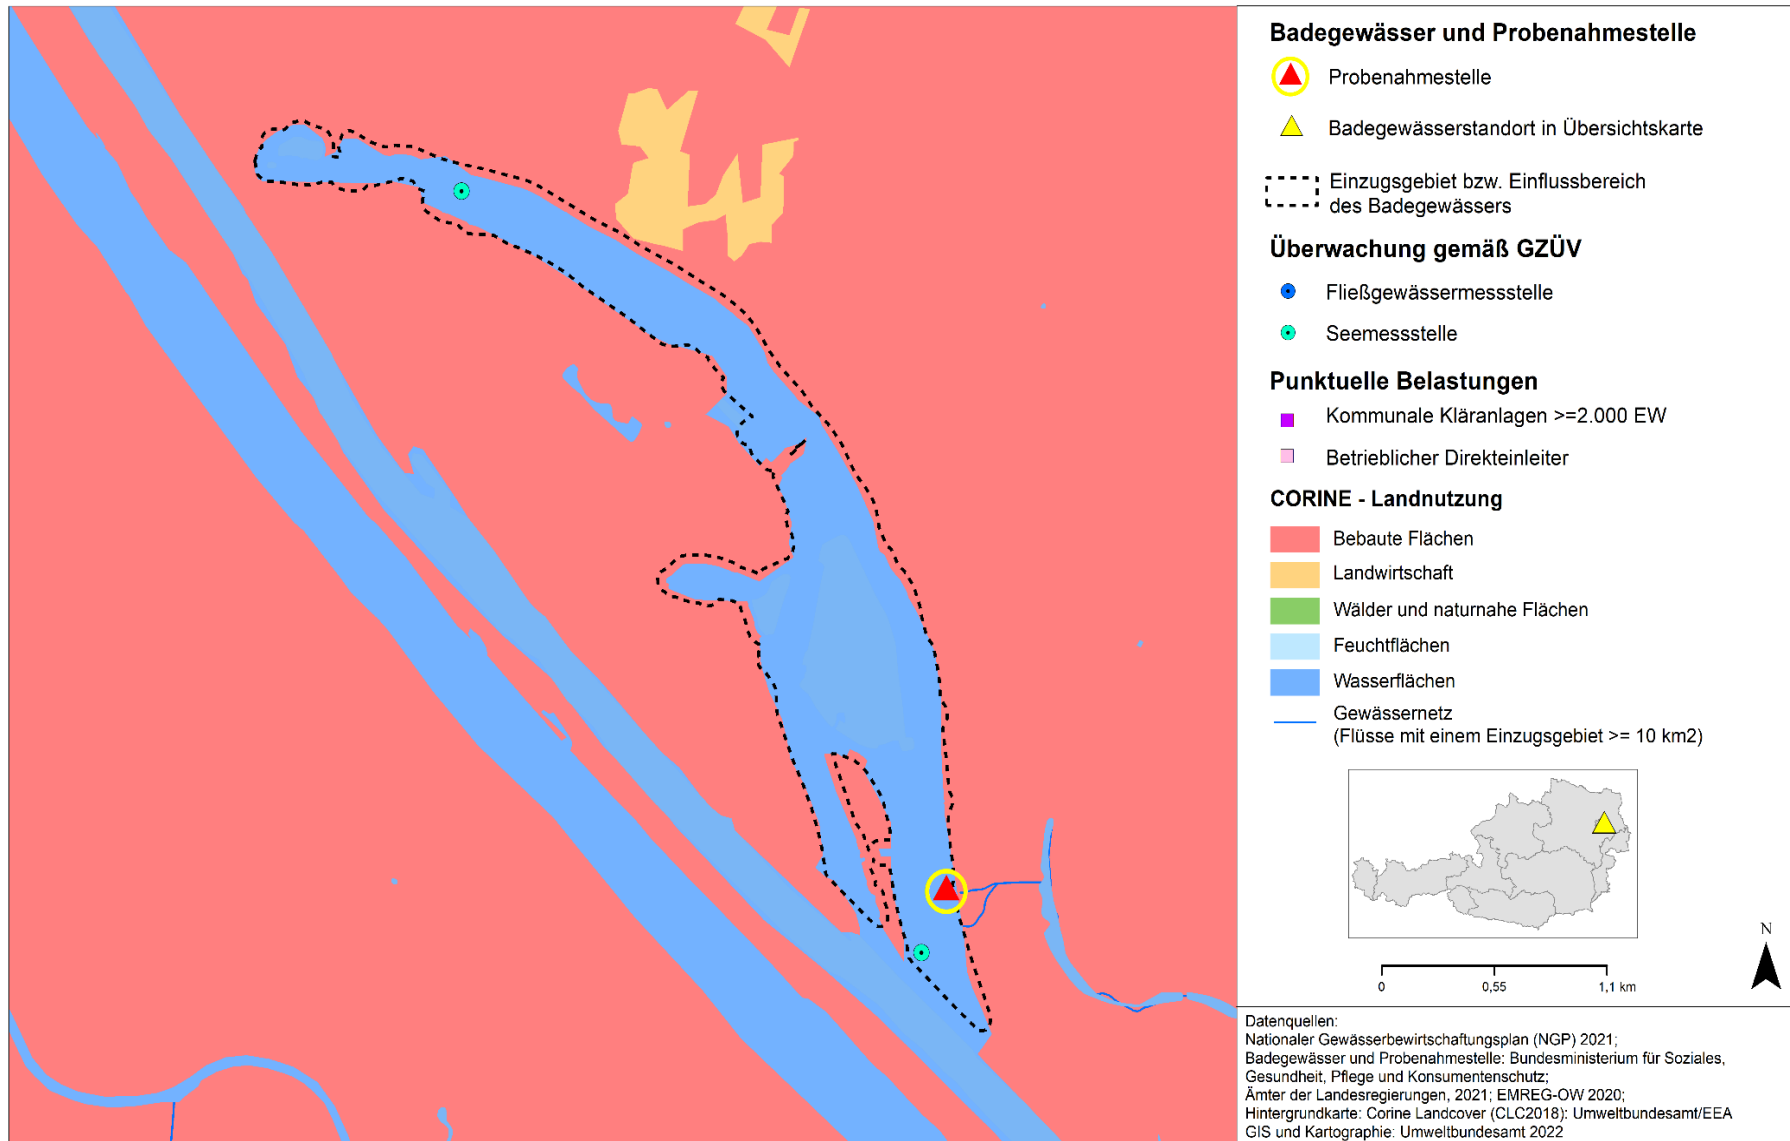 Badegewässer und Probenahmestelle
Probenahmestelle
Badegewässerstandort in Übersichtskarte
Einzugsgebiet bzw. Einflussbereich
des Badegewässers
Überwachung gemäß GZÜV
Fließgewässermessstelle
Seemessstelle
Punktuelle Belastungen
Kommunale Kläranlagen >=2.000 EW
Betrieblicher Direkteinleiter
CORINE - Landnutzung
Bebaute Flächen
Landwirtschaft
Wälder und naturnahe Flächen
Feuchtflächen
Wasserflächen
Gewässernetz
(Flüsse mit einem Einzugsgebiet >= 10 km2)
N
0 0,55 1,1 km
Datenquellen:
Nationaler Gewässerbewirtschaftungsplan (NGP) 2021;
Badegewässer und Probenahmestelle: Bundesministerium für Soziales,
Gesundheit, Pflege und Konsumentenschutz;
Ämter der Landesregierungen, 2021; EMREG-OW 2020;
Hintergrundkarte: Corine Landcover (CLC2018): Umweltbundesamt/EEA
GIS und Kartographie: Umweltbundesamt 2022